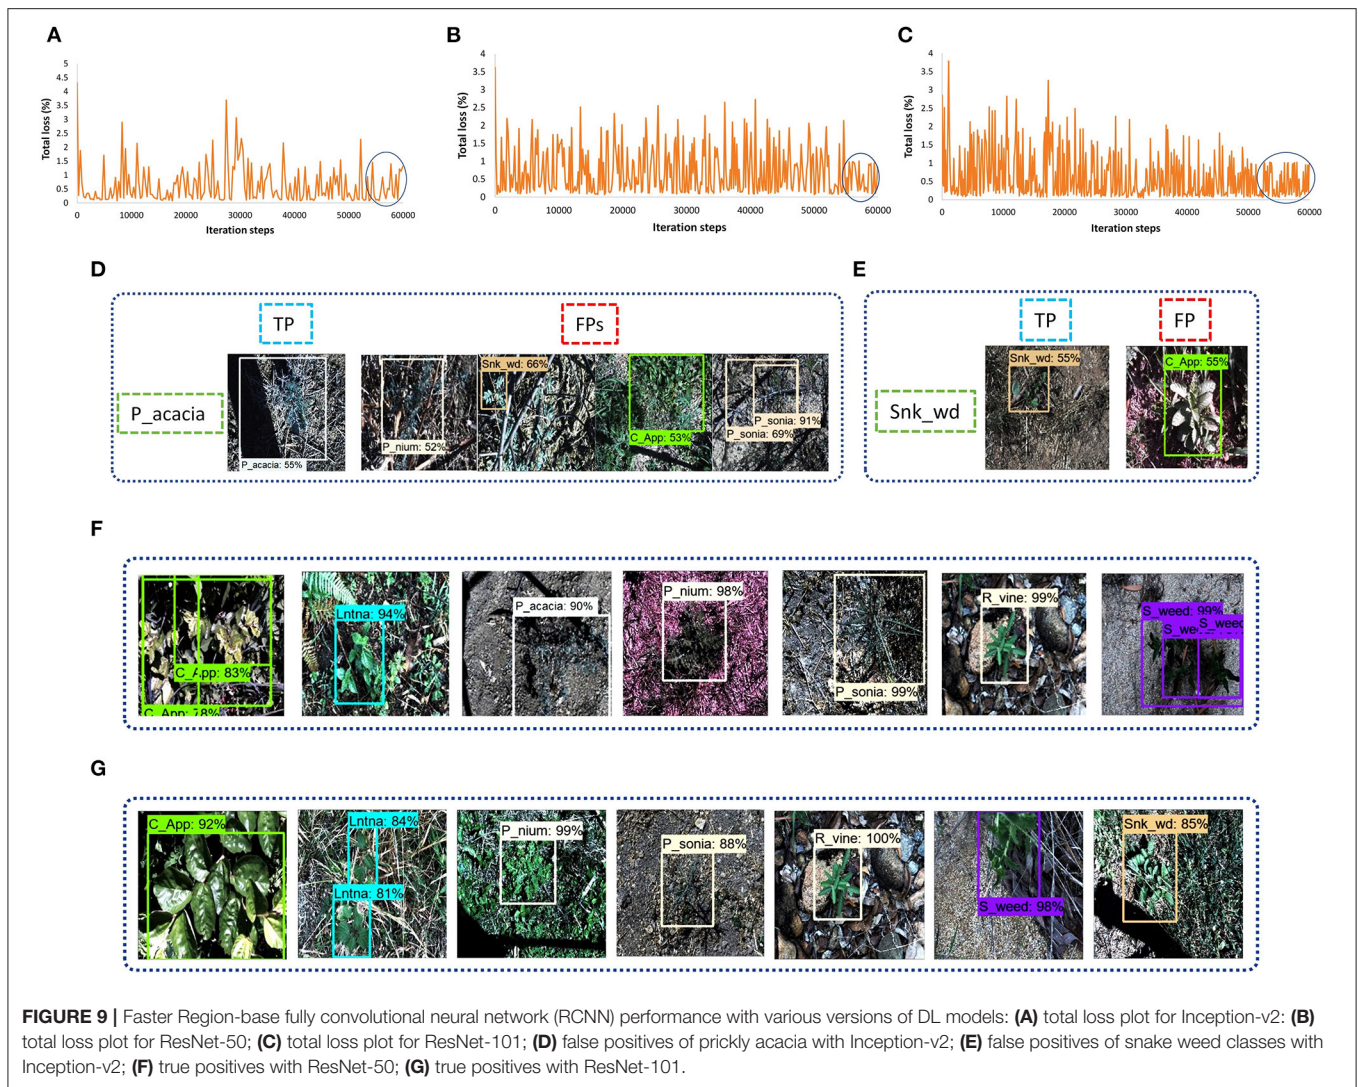 A
B
C
Total loss (%)
5
4.5
4
3.5
3
2.5
2
1.5
1
0.5
0
0
10000
20000
30000
40000
50000
60000
Iteration steps
Total loss (%)
4
3.5
3
2.5
2
1.5
1
0.5
0
0
10000
20000
30000
40000
50000
60000
Iteration steps
Total loss (%)
4
3.5
3
2.5
2
1.5
1
0.5
0
0
10000
20000
30000
40000
50000
60000
Iteration steps
D
TP
FPs
P_acacia
P_acacia: 55%
P_nium: 52%
Snk_wd: 66%
C_App: 53%
P_sonia: 91%
P_sonia: 69%
E
TP
FP
Snk_wd
Snk_wd: 55%
C_App: 55%
F
C_App: 83%
C_App: 78%
Lntna: 94%
P_acacia: 90%
P_nium: 98%
P_sonia: 99%
R_vine: 99%
S_weed: 99%
S_weed
G
C_App: 92%
Lntna: 84%
Lntna: 81%
P_nium: 99%
P_sonia: 88%
R_vine: 100%
S_weed: 98%
Snk_wd: 85%
FIGURE 9 | Faster Region-base fully convolutional neural network (RCNN) performance with various versions of DL models: (A) total loss plot for Inception-v2: (B)
total loss plot for ResNet-50; (C) total loss plot for ResNet-101; (D) false positives of prickly acacia with Inception-v2; (E) false positives of snake weed classes with
Inception-v2; (F) true positives with ResNet-50; (G) true positives with ResNet-101.